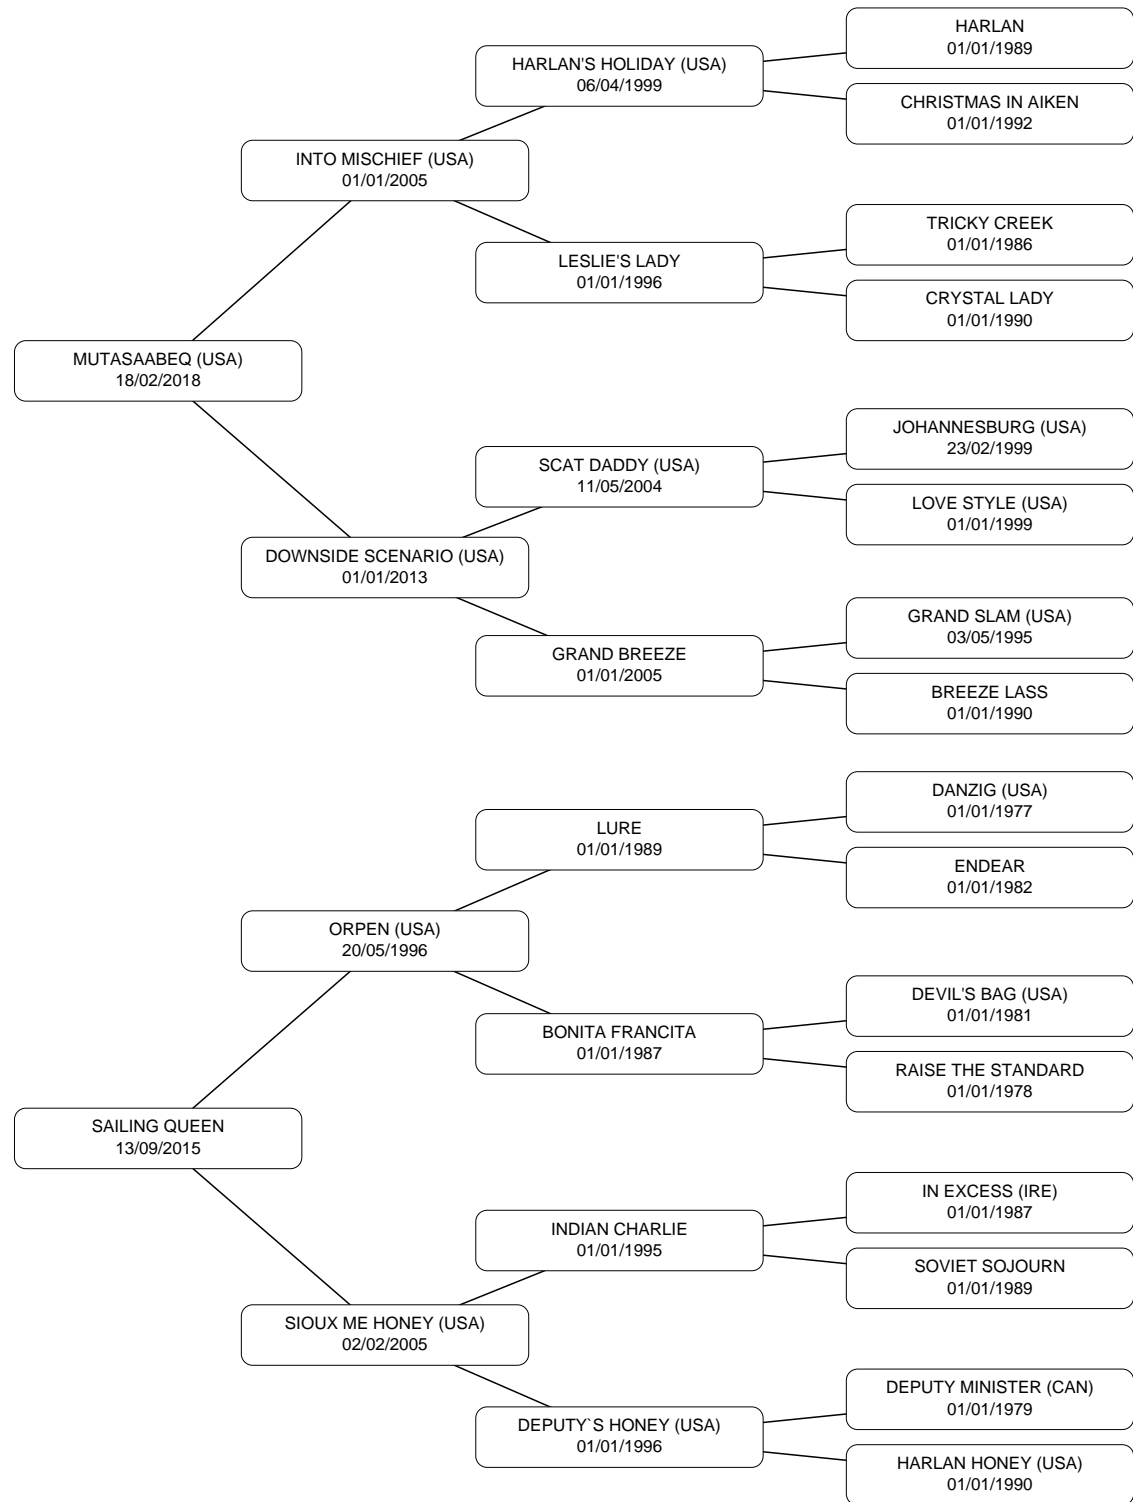 HARLAN
01/01/1989
HARLAN'S HOLIDAY (USA)
06/04/1999
CHRISTMAS IN AIKEN
01/01/1992
INTO MISCHIEF (USA)
01/01/2005
TRICKY CREEK
01/01/1986
LESLIE'S LADY
01/01/1996
CRYSTAL LADY
01/01/1990
MUTASAABEQ (USA)
18/02/2018
JOHANNESBURG (USA)
23/02/1999
SCAT DADDY (USA)
11/05/2004
LOVE STYLE (USA)
01/01/1999
DOWNSIDE SCENARIO (USA)
01/01/2013
GRAND SLAM (USA)
03/05/1995
GRAND BREEZE
01/01/2005
BREEZE LASS
01/01/1990
DANZIG (USA)
01/01/1977
LURE
01/01/1989
ENDEAR
01/01/1982
ORPEN (USA)
20/05/1996
DEVIL'S BAG (USA)
01/01/1981
BONITA FRANCITA
01/01/1987
RAISE THE STANDARD
01/01/1978
SAILING QUEEN
13/09/2015
IN EXCESS (IRE)
01/01/1987
INDIAN CHARLIE
01/01/1995
SOVIET SOJOURN
01/01/1989
SIOUX ME HONEY (USA)
02/02/2005
DEPUTY MINISTER (CAN)
01/01/1979
DEPUTY`S HONEY (USA)
01/01/1996
HARLAN HONEY (USA)
01/01/1990